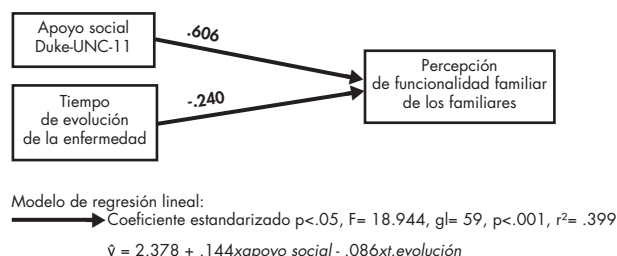 Apoyo social
Duke-UNC-11
.606
Percepción
de funcionalidad familiar
de los familiares
Tiempo
de evolución
de la enfermedad
-.240
Modelo de regresión lineal:
Coeficiente estandarizado p<.05, F= 18.944, gl= 59, p<.001, r²= .399
ŷ = 2.378 + .144xapoyo social - .086xt.evolución